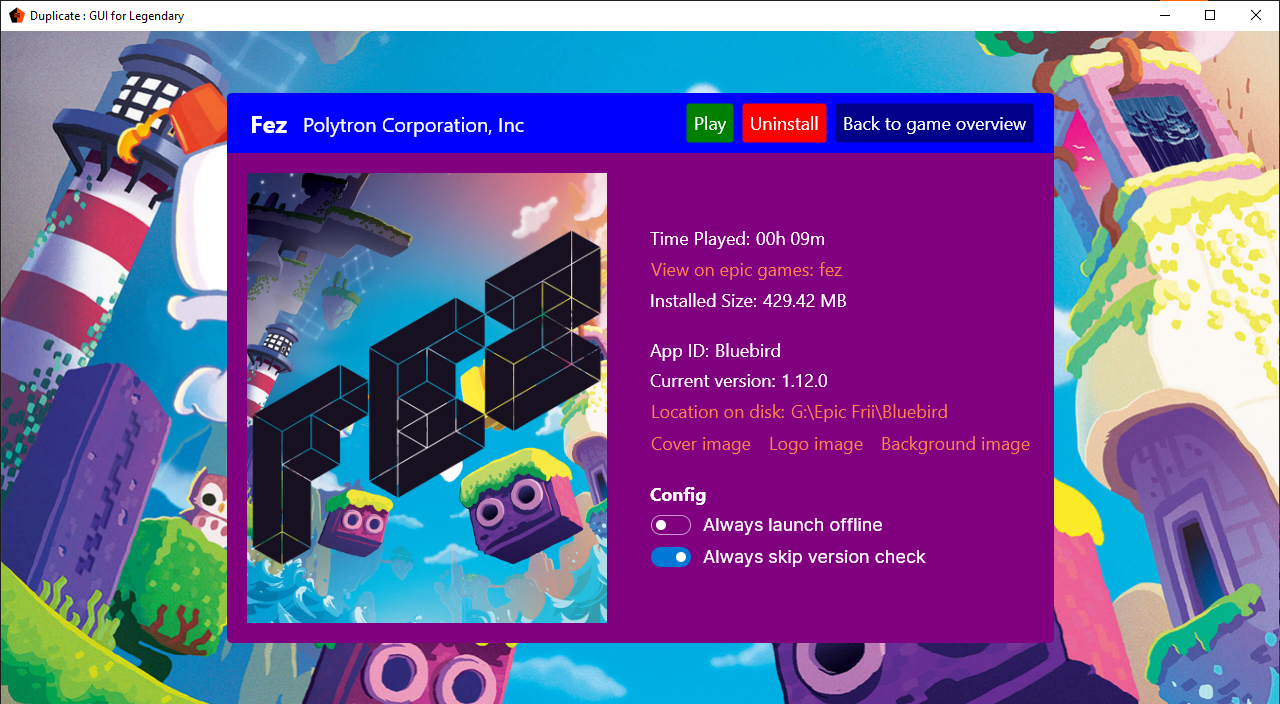 Duplicate : GUI for Legendary
Fez Polytron Corporation, Inc Play Uninstall Back to game overview
FEZ
Time Played: 00h 09m
View on epic games: fez
Installed Size: 429.42 MB
App ID: Bluebird
Current version: 1.12.0
Location on disk: G:\Epic Frii\Bluebird
Cover image Logo image Background image
Config
Always launch offline
Always skip version check